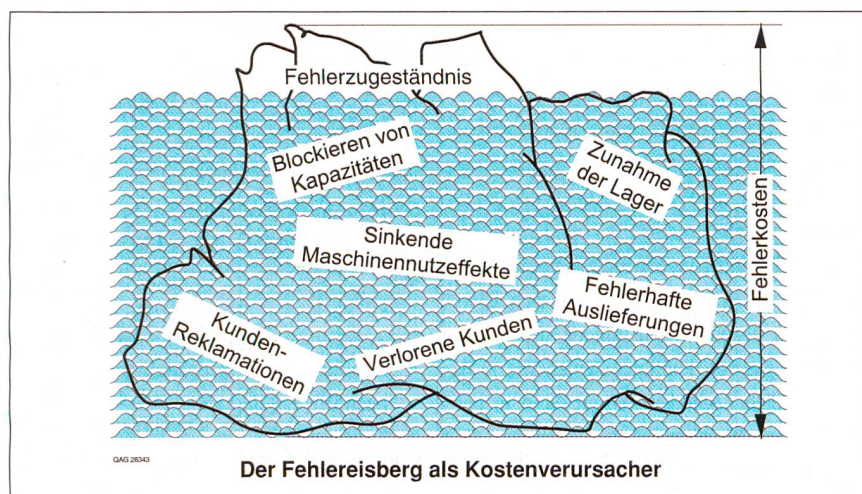 Fehlerzugeständnis
Blockieren von
Kapazitäten
Zunahme
der Lager
Sinkende
Maschinennutzeffekte
Fehlerhafte
Auslieferungen
Kunden-
Reklamationen
Verlorene Kunden
Fehlerkosten
QAG 28343
Der Fehlereisberg als Kostenverursacher